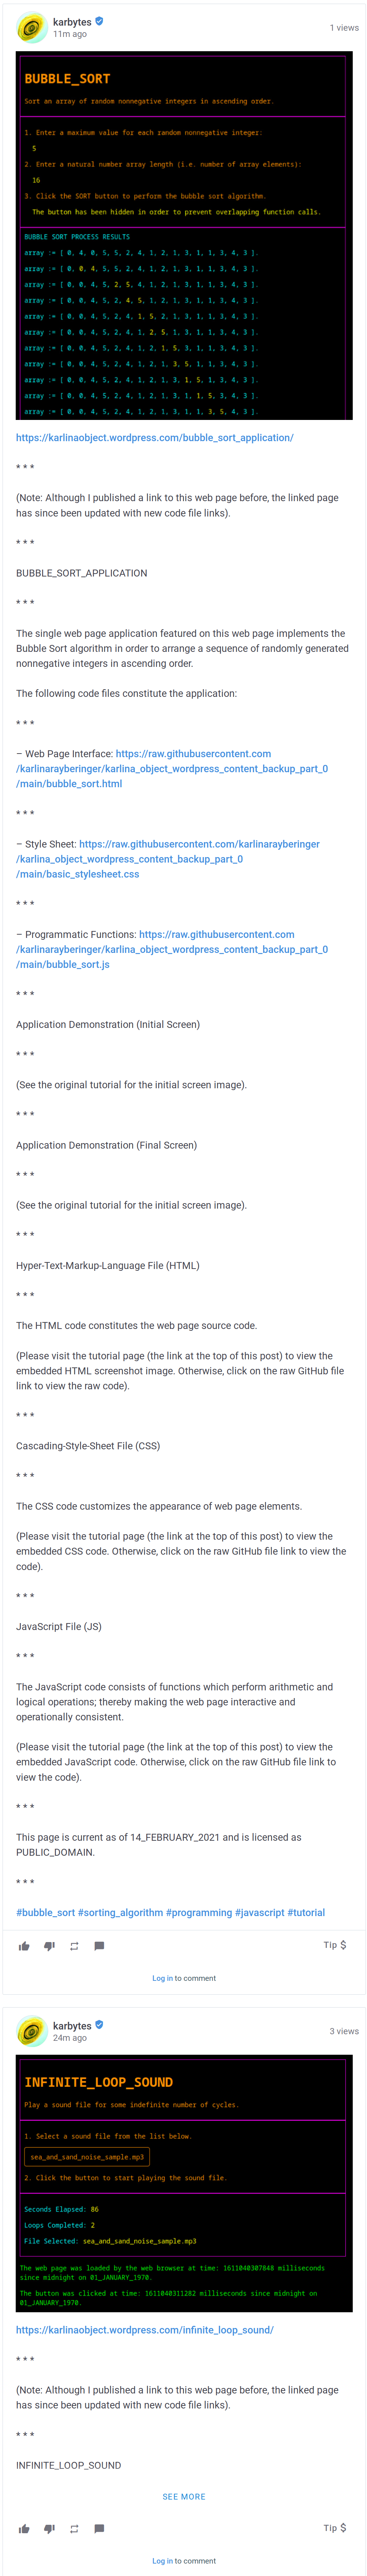 karbytes
11m ago
1 views
BUBBLE_SORT
Sort an array of random nonnegative integers in ascending order.
1. Enter a maximum value for each random nonnegative integer:
5
2. Enter a natural number array length (i.e. number of array elements):
16
3. Click the SORT button to perform the bubble sort algorithm.
The button has been hidden in order to prevent overlapping function calls.
BUBBLE SORT PROCESS RESULTS
array := [ 0, 4, 0, 5, 5, 2, 4, 1, 2, 1, 3, 1, 1, 3, 4, 3 ].
array := [ 0, 0, 4, 5, 5, 2, 4, 1, 2, 1, 3, 1, 1, 3, 4, 3 ].
array := [ 0, 0, 4, 5, 2, 5, 4, 1, 2, 1, 3, 1, 1, 3, 4, 3 ].
array := [ 0, 0, 4, 5, 2, 4, 5, 1, 2, 1, 3, 1, 1, 3, 4, 3 ].
array := [ 0, 0, 4, 5, 2, 4, 1, 5, 2, 1, 3, 1, 1, 3, 4, 3 ].
array := [ 0, 0, 4, 5, 2, 4, 1, 2, 5, 1, 3, 1, 1, 3, 4, 3 ].
array := [ 0, 0, 4, 5, 2, 4, 1, 2, 1, 5, 3, 1, 1, 3, 4, 3 ].
array := [ 0, 0, 4, 5, 2, 4, 1, 2, 1, 3, 5, 1, 1, 3, 4, 3 ].
array := [ 0, 0, 4, 5, 2, 4, 1, 2, 1, 3, 1, 5, 1, 3, 4, 3 ].
array := [ 0, 0, 4, 5, 2, 4, 1, 2, 1, 3, 1, 1, 5, 3, 4, 3 ].
array := [ 0, 0, 4, 5, 2, 4, 1, 2, 1, 3, 1, 1, 3, 5, 4, 3 ].
https://karlinaobject.wordpress.com/bubble_sort_application/
* * *
(Note: Although I published a link to this web page before, the linked page
has since been updated with new code file links).
* * *
BUBBLE_SORT_APPLICATION
* * *
The single web page application featured on this web page implements the
Bubble Sort algorithm in order to arrange a sequence of randomly generated
nonnegative integers in ascending order.
The following code files constitute the application:
* * *
– Web Page Interface: https://raw.githubusercontent.com
/karlinarayberinger/karlina_object_wordpress_content_backup_part_0
/main/bubble_sort.html
* * *
– Style Sheet: https://raw.githubusercontent.com/karlinarayberinger
/karlina_object_wordpress_content_backup_part_0
/main/basic_stylesheet.css
* * *
– Programmatic Functions: https://raw.githubusercontent.com
/karlinarayberinger/karlina_object_wordpress_content_backup_part_0
/main/bubble_sort.js
* * *
Application Demonstration (Initial Screen)
* * *
(See the original tutorial for the initial screen image).
* * *
Application Demonstration (Final Screen)
* * *
(See the original tutorial for the initial screen image).
* * *
Hyper-Text-Markup-Language File (HTML)
* * *
The HTML code constitutes the web page source code.
(Please visit the tutorial page (the link at the top of this post) to view the
embedded HTML screenshot image. Otherwise, click on the raw GitHub file
link to view the raw code).
* * *
Cascading-Style-Sheet File (CSS)
* * *
The CSS code customizes the appearance of web page elements.
(Please visit the tutorial page (the link at the top of this post) to view the
embedded CSS code. Otherwise, click on the raw GitHub file link to view the
code).
* * *
JavaScript File (JS)
* * *
The JavaScript code consists of functions which perform arithmetic and
logical operations; thereby making the web page interactive and
operationally consistent.
(Please visit the tutorial page (the link at the top of this post) to view the
embedded JavaScript code. Otherwise, click on the raw GitHub file link to
view the code).
* * *
This page is current as of 14_FEBRUARY_2021 and is licensed as
PUBLIC_DOMAIN.
* * *
#bubble_sort #sorting_algorithm #programming #javascript #tutorial
Tip $
Log in to comment
karbytes
24m ago
3 views
INFINITE_LOOP_SOUND
Play a sound file for some indefinite number of cycles.
1. Select a sound file from the list below.
sea_and_sand_noise_sample.mp3
2. Click the button to start playing the sound file.
Seconds Elapsed: 86
Loops Completed: 2
File Selected: sea_and_sand_noise_sample.mp3
The web page was loaded by the web browser at time: 1611040307848 milliseconds
since midnight on 01_JANUARY_1970.
The button was clicked at time: 1611040311282 milliseconds since midnight on
01_JANUARY_1970.
https://karlinaobject.wordpress.com/infinite_loop_sound/
* * *
(Note: Although I published a link to this web page before, the linked page
has since been updated with new code file links).
* * *
INFINITE_LOOP_SOUND
SEE MORE
Tip $
Log in to comment